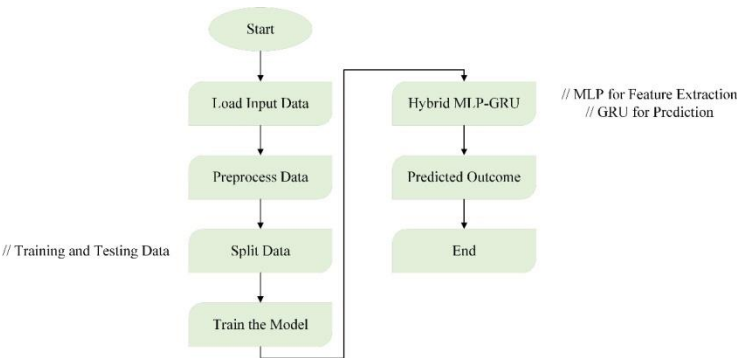 Start
Load Input Data
Preprocess Data
// Training and Testing Data
Split Data
Train the Model
Hybrid MLP-GRU
// MLP for Feature Extraction
// GRU for Prediction
Predicted Outcome
End